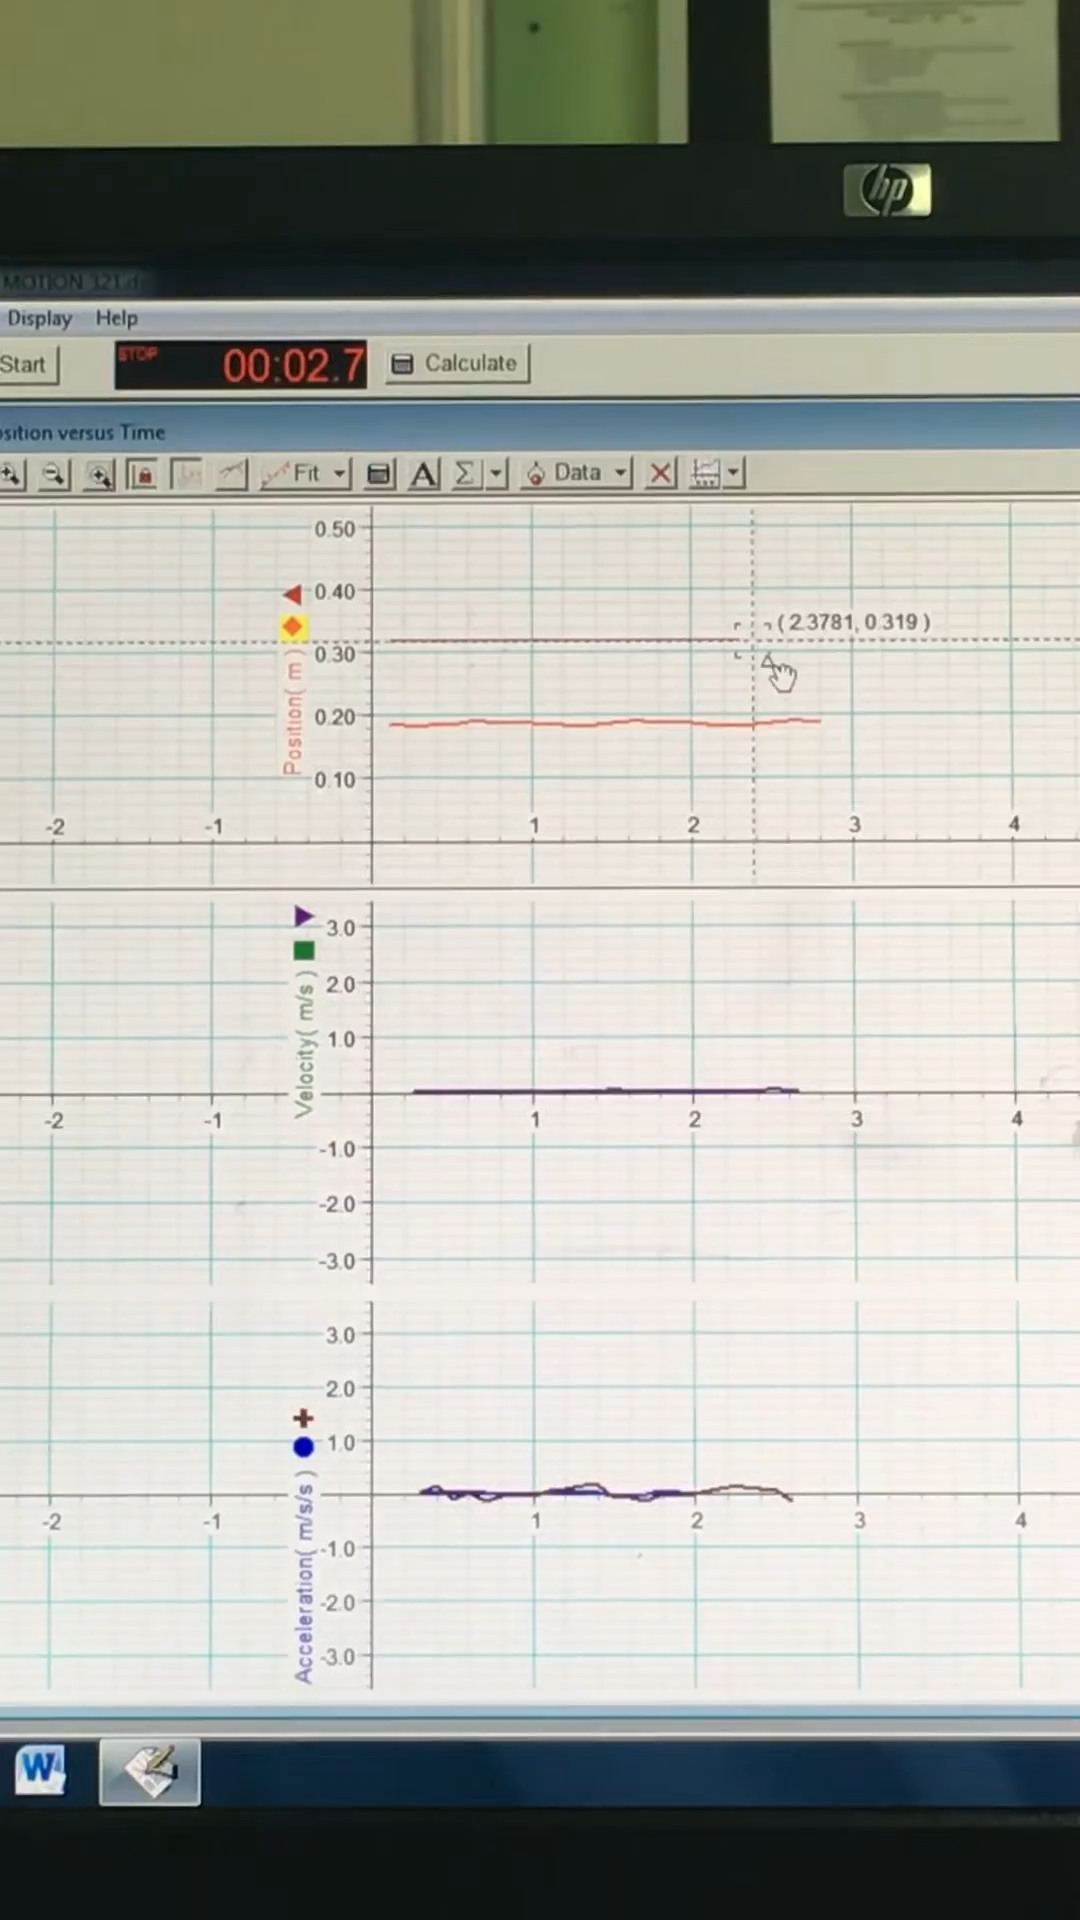 hp
MOTION 321.d
Display Help
Start STOP 00:02.7 Calculate
osition versus Time
Fit A Σ Data
0.50
0.40
(2.3781, 0.319)
0.30
0.20
0.10
Position( m )
-2 -1 1 2 3 4
3.0
2.0
1.0
Velocity( m/s )
-2 -1 1 2 3 4
-1.0
-2.0
-3.0
3.0
2.0
1.0
Acceleration( m/s/s )
-2 -1 1 2 3 4
-1.0
-2.0
-3.0
W